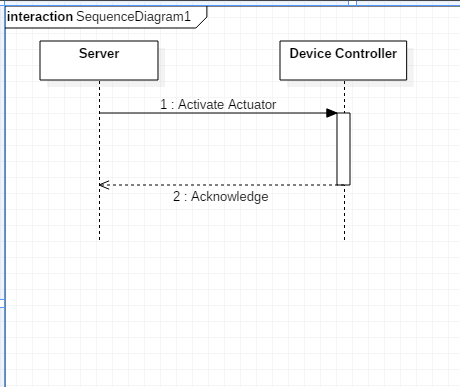 interaction SequenceDiagram1
Server
Device Controller
1 : Activate Actuator
2 : Acknowledge